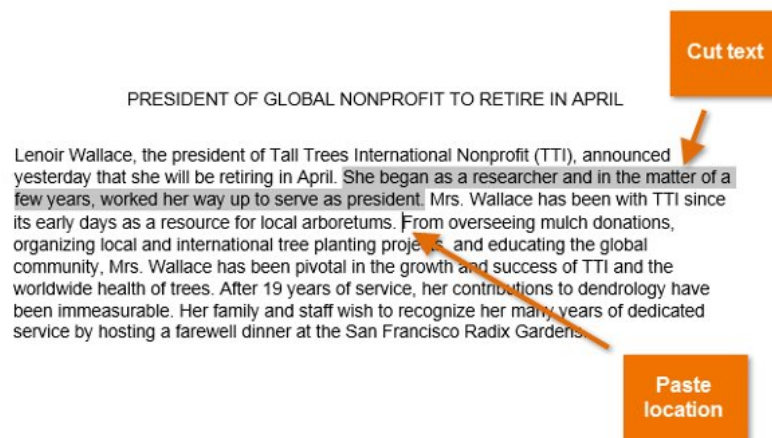 Cut text
PRESIDENT OF GLOBAL NONPROFIT TO RETIRE IN APRIL
Lenoir Wallace, the president of Tall Trees International Nonprofit (TTI), announced
yesterday that she will be retiring in April. She began as a researcher and in the matter of a
few years, worked her way up to serve as president. Mrs. Wallace has been with TTI since
its early days as a resource for local arboretums. From overseeing mulch donations,
organizing local and international tree planting projects, and educating the global
community, Mrs. Wallace has been pivotal in the growth and success of TTI and the
worldwide health of trees. After 19 years of service, her contributions to dendrology have
been immeasurable. Her family and staff wish to recognize her many years of dedicated
service by hosting a farewell dinner at the San Francisco Radix Gardens.
Paste
location